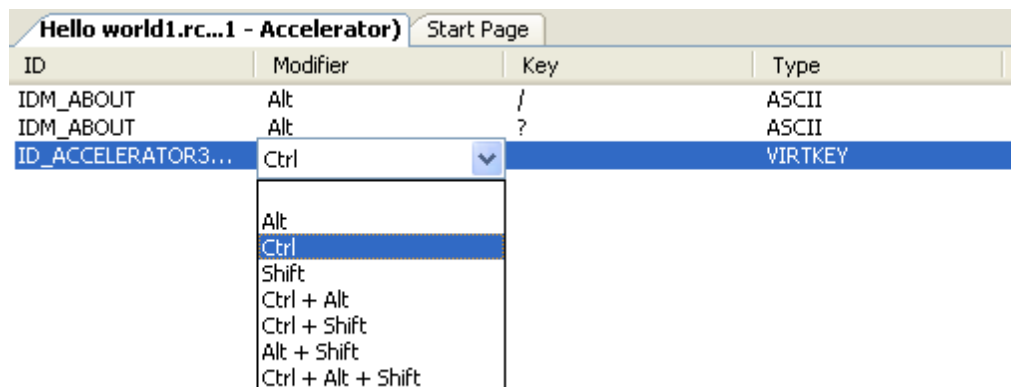 Hello world1.rc...1 - Accelerator) Start Page
ID Modifier Key Type
IDM_ABOUT Alt / ASCII
IDM_ABOUT Alt ? ASCII
ID_ACCELERATOR3... Ctrl VIRTKEY
Alt
Ctrl
Shift
Ctrl + Alt
Ctrl + Shift
Alt + Shift
Ctrl + Alt + Shift